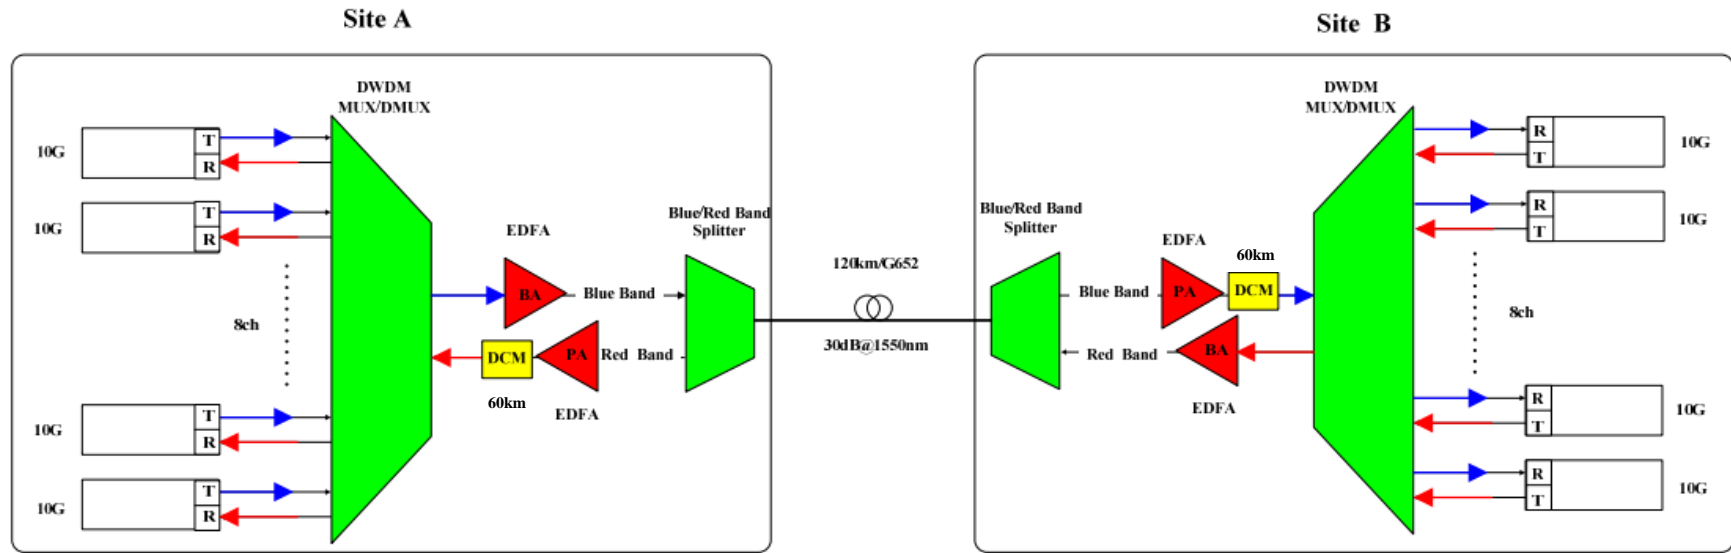 Site A
Site B
DWDM
MUX/DMUX
10G
T
R
10G
T
R
8ch
10G
T
R
10G
T
R
EDFA
BA
Blue Band
DCM
60km
PA
Red Band
EDFA
Blue/Red Band
Splitter
120km/G652
30dB@1550nm
Blue/Red Band
Splitter
Blue Band
EDFA
PA
60km
DCM
Red Band
BA
EDFA
DWDM
MUX/DMUX
R
T
10G
R
T
10G
8ch
R
T
10G
R
T
10G